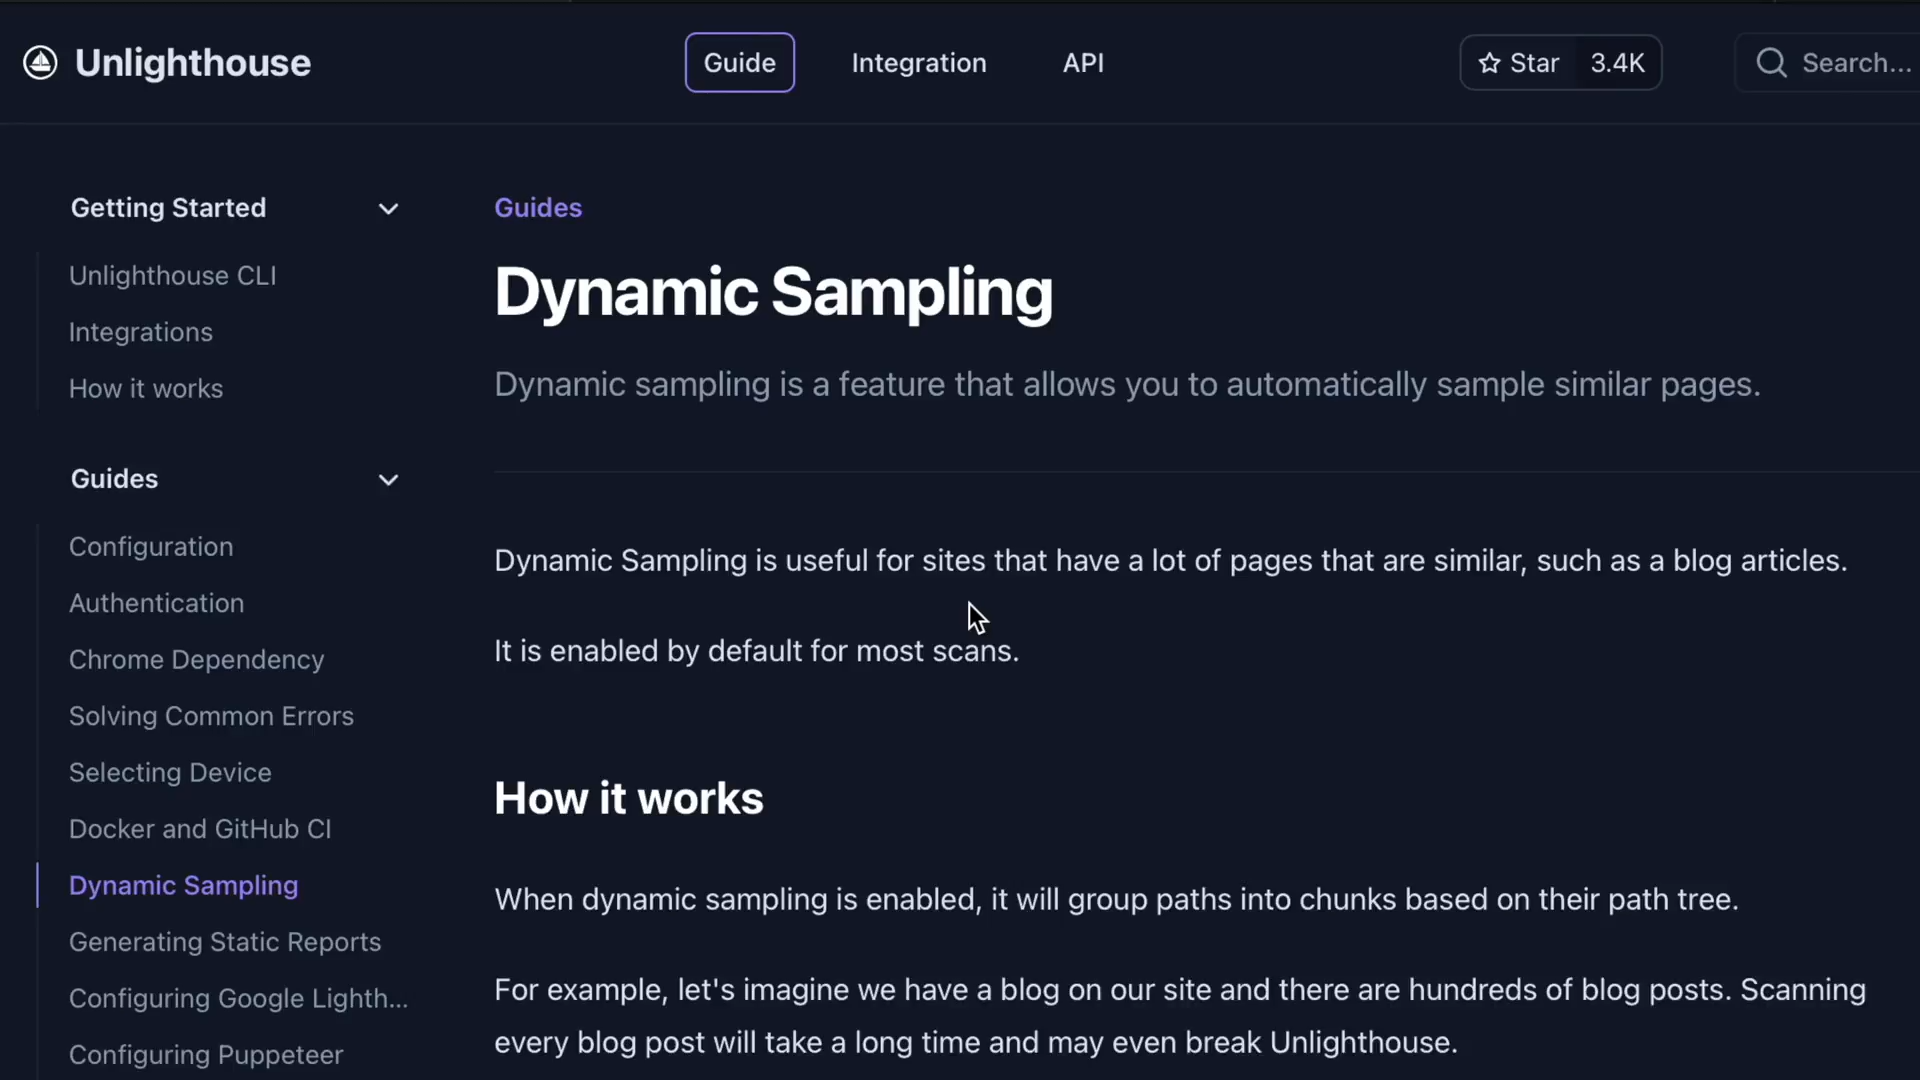 Unlighthouse
Guide
Integration
API
Star
3.4K
Search...
Getting Started
Unlighthouse CLI
Integrations
How it works
Guides
Configuration
Authentication
Chrome Dependency
Solving Common Errors
Selecting Device
Docker and GitHub CI
Dynamic Sampling
Generating Static Reports
Configuring Google Lighth...
Configuring Puppeteer
Guides
Dynamic Sampling
Dynamic sampling is a feature that allows you to automatically sample similar pages.
Dynamic Sampling is useful for sites that have a lot of pages that are similar, such as a blog articles.
It is enabled by default for most scans.
How it works
When dynamic sampling is enabled, it will group paths into chunks based on their path tree.
For example, let's imagine we have a blog on our site and there are hundreds of blog posts. Scanning
every blog post will take a long time and may even break Unlighthouse.